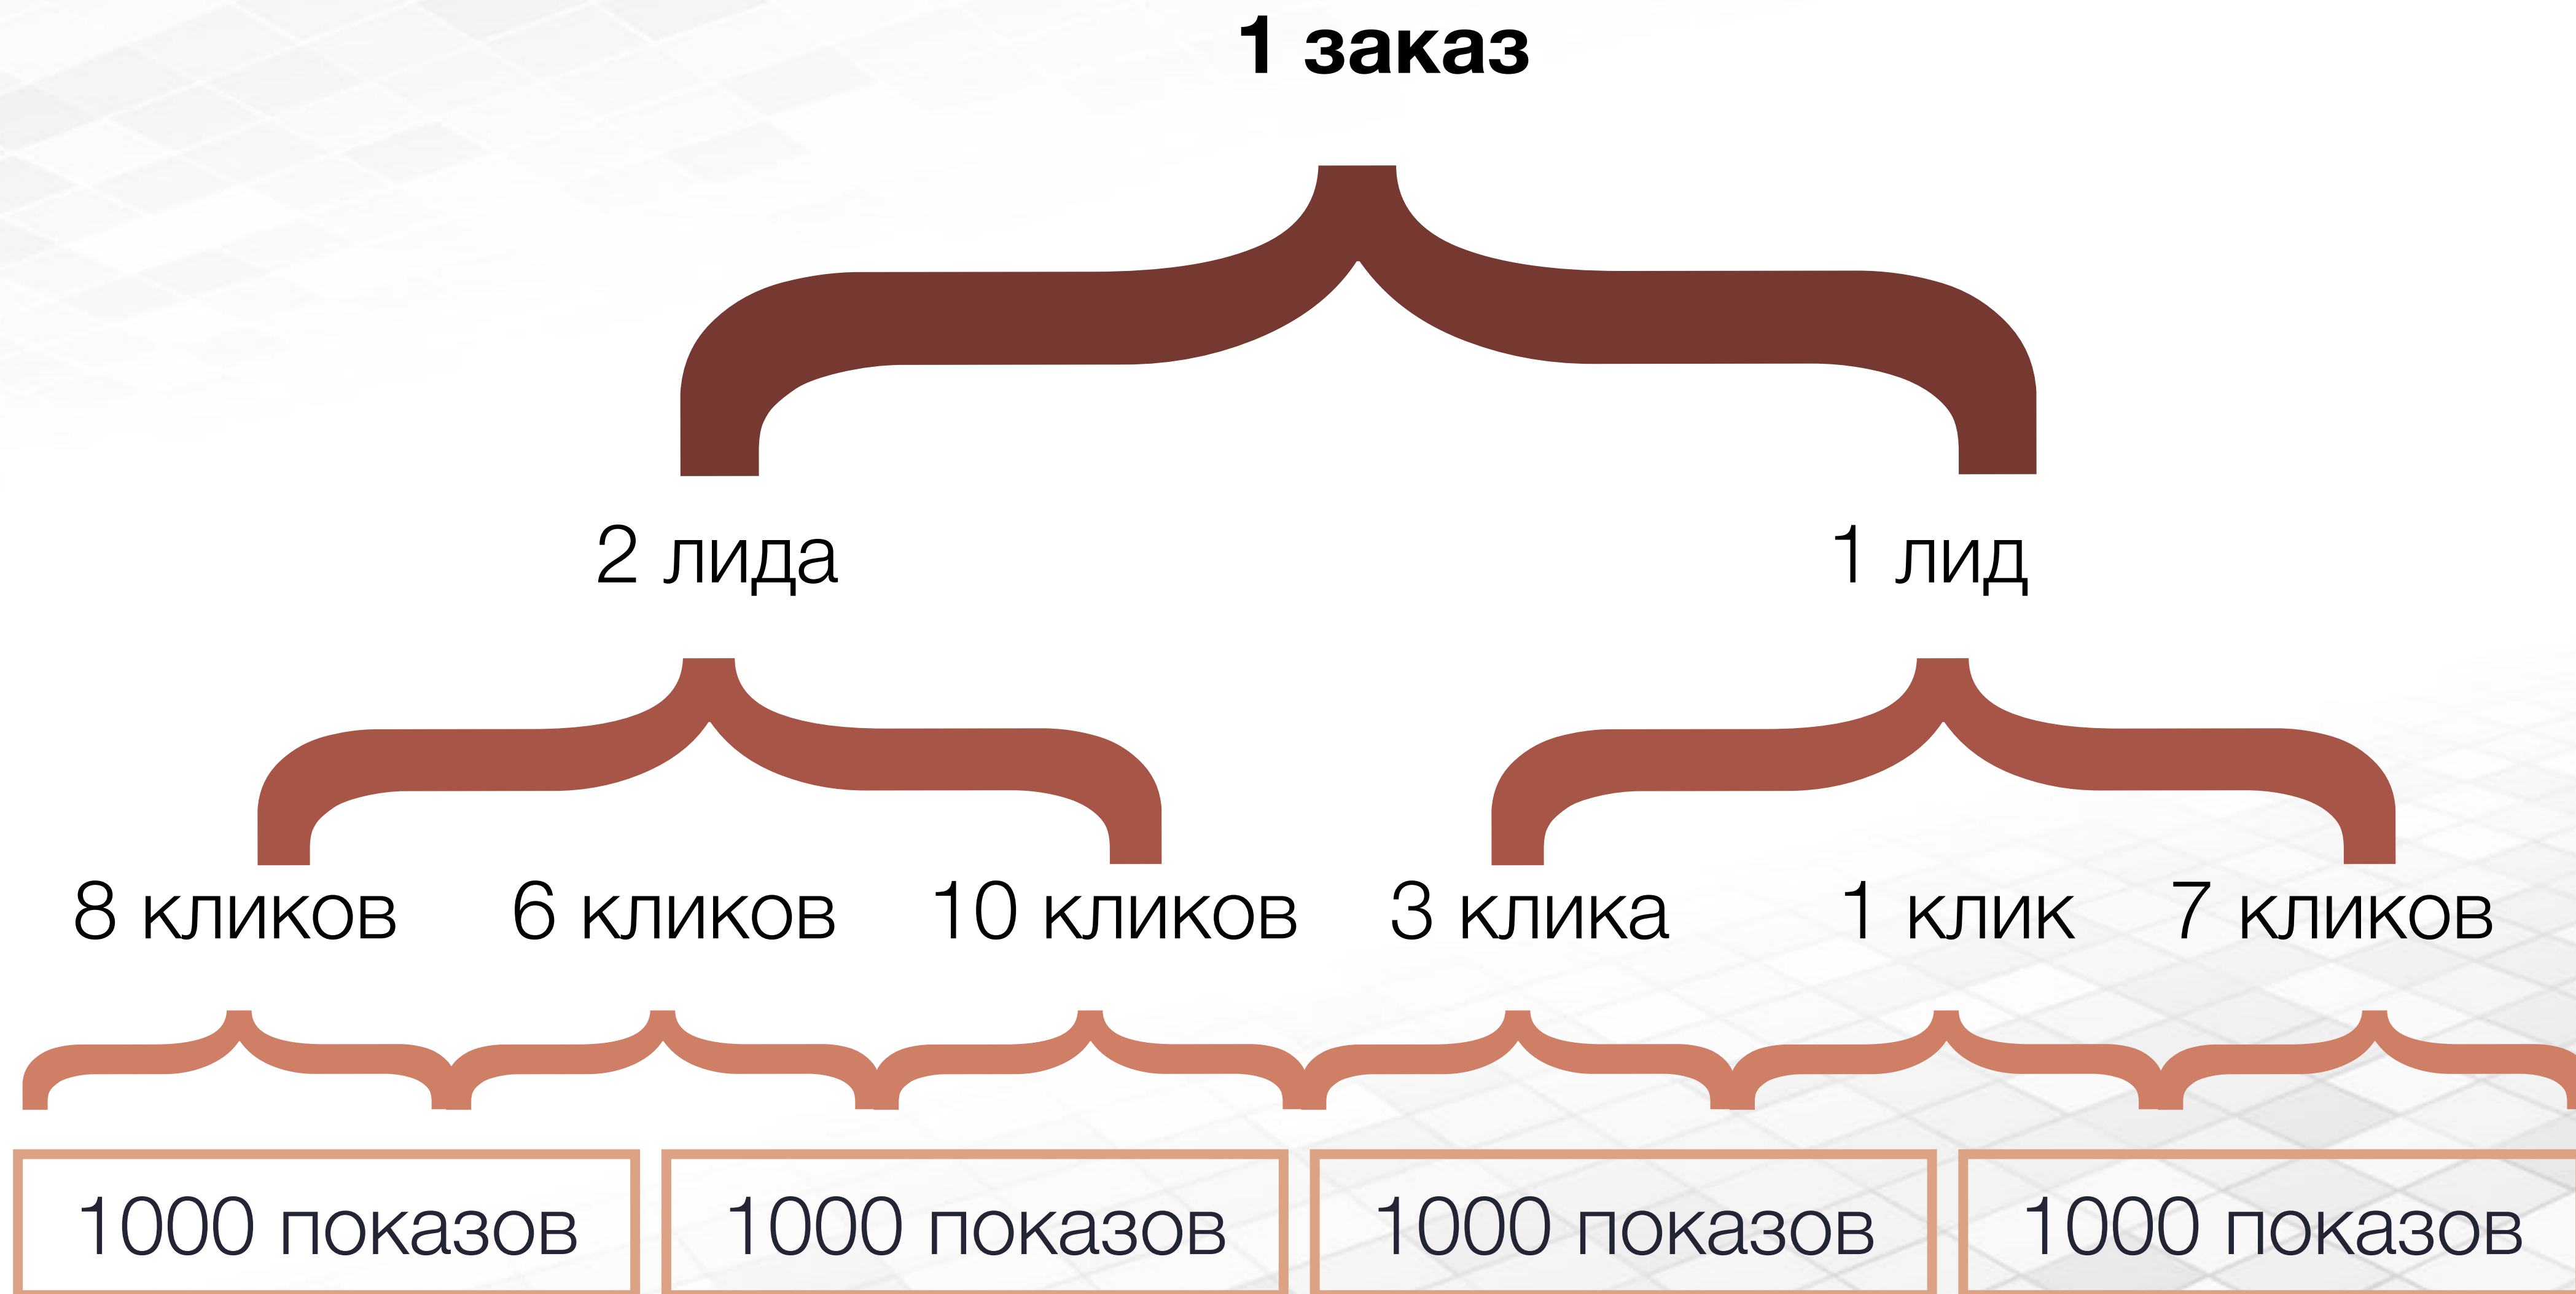 1 заказ
2 лида 1 лид
8 кликов 6 кликов 10 кликов 3 клика 1 клик 7 кликов
1000 показов 1000 показов 1000 показов 1000 показов